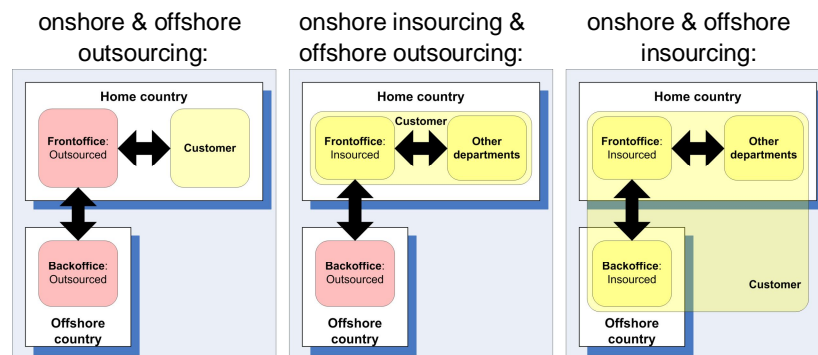 onshore & offshore
outsourcing:
Home country
Frontoffice:
Outsourced
Customer
Backoffice:
Outsourced
Offshore
country
onshore insourcing &
offshore outsourcing:
Home country
Customer
Frontoffice:
Insourced
Other
departments
Backoffice:
Outsourced
Offshore
country
onshore & offshore
insourcing:
Home country
Frontoffice:
Insourced
Other
departments
Backoffice:
Insourced
Customer
Offshore
country